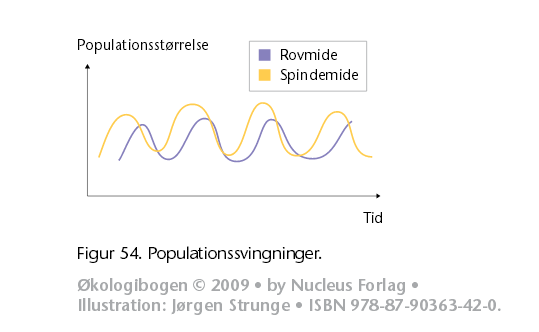 Populationsstørrelse
Rovmide
Spindemide
Tid
Figur 54. Populationssvingninger.
Økologibogen © 2009 • by Nucleus Forlag •
Illustration: Jørgen Strunge • ISBN 978-87-90363-42-0.